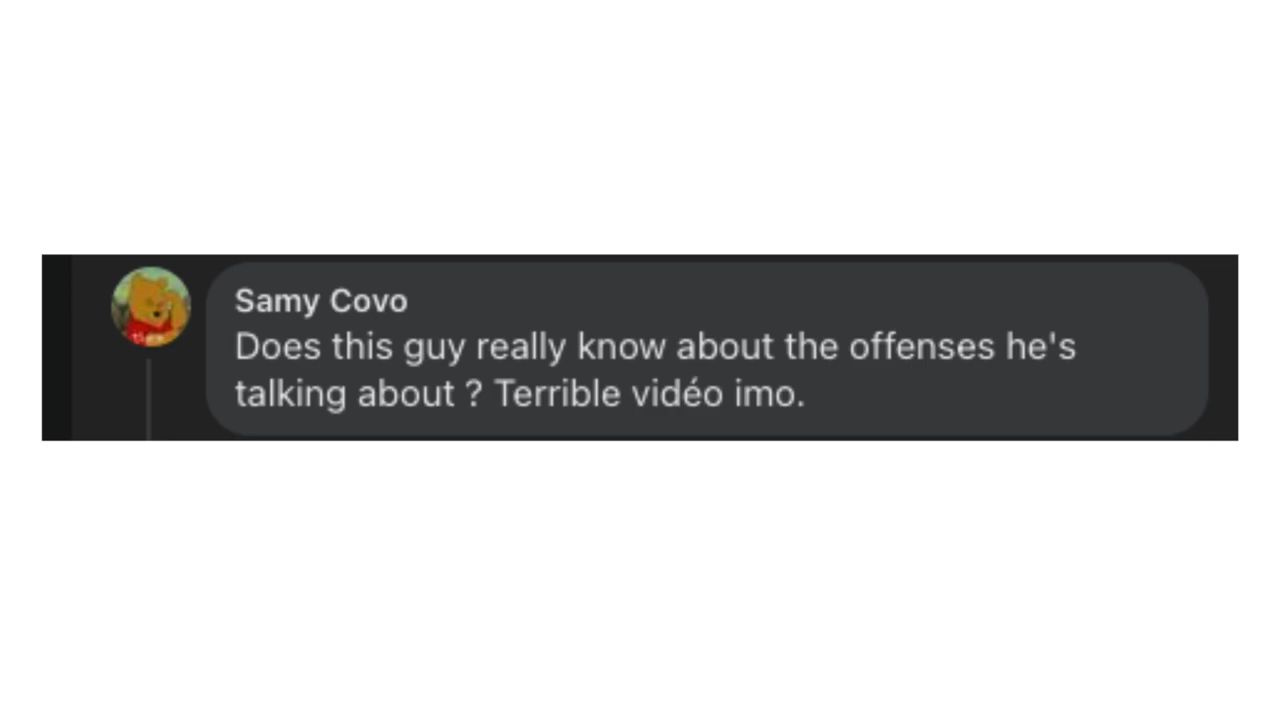 Samy Covo
Does this guy really know about the offenses he's
talking about ? Terrible vidéo imo.